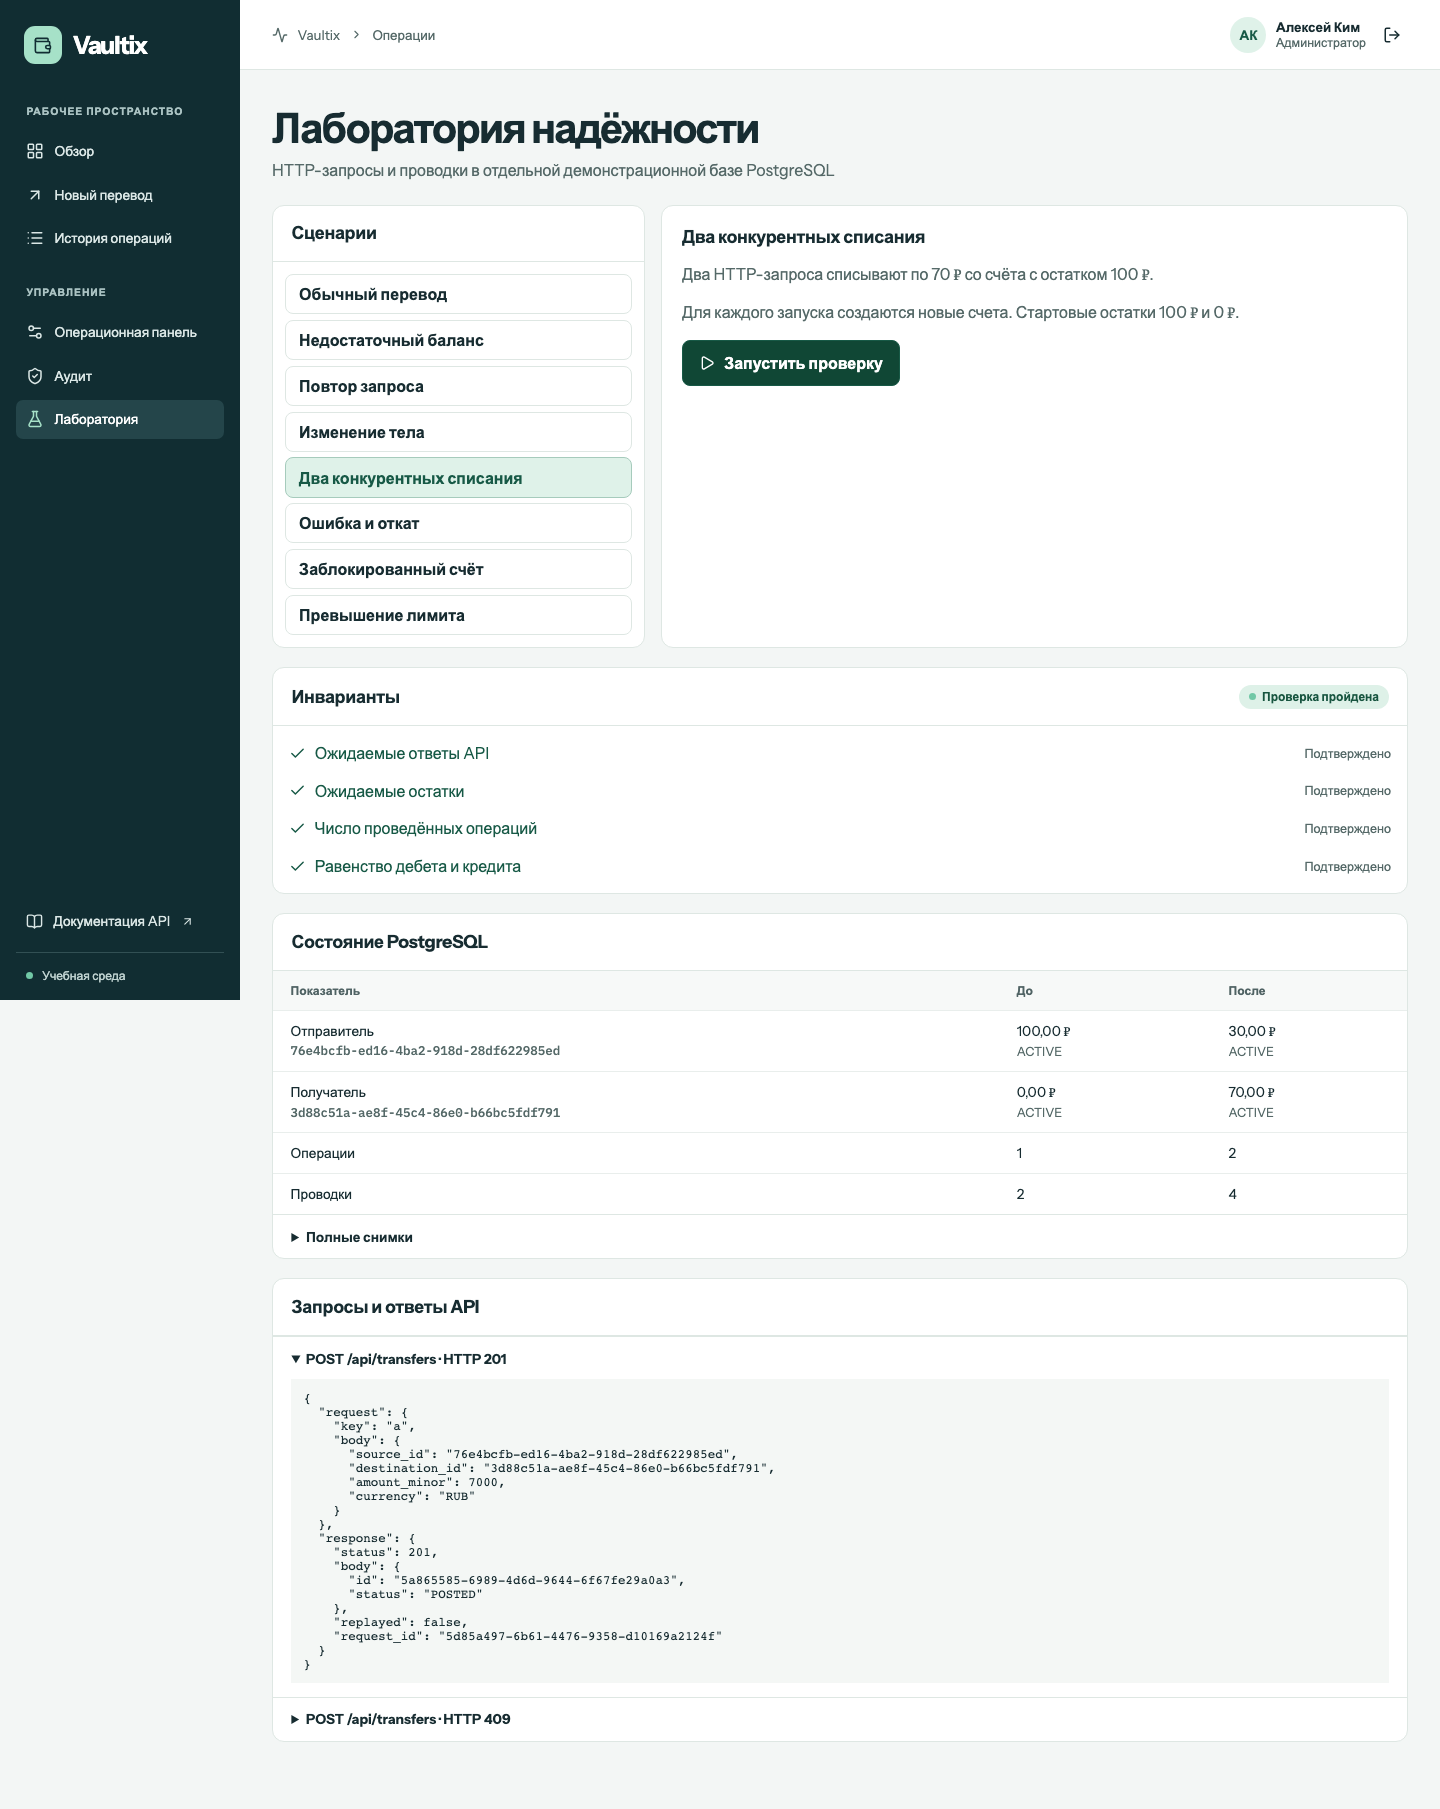 Vaultix
РАБОЧЕЕ ПРОСТРАНСТВО
Обзор
Новый перевод
История операций
УПРАВЛЕНИЕ
Операционная панель
Аудит
Лаборатория
Документация API
Учебная среда
Vaultix > Операции
АК
Алексей Ким
Администратор
Лаборатория надёжности
HTTP-запросы и проводки в отдельной демонстрационной базе PostgreSQL
Сценарии
Обычный перевод
Недостаточный баланс
Повтор запроса
Изменение тела
Два конкурентных списания
Ошибка и откат
Заблокированный счёт
Превышение лимита
Два конкурентных списания
Два HTTP-запроса списывают по 70 ₽ со счёта с остатком 100 ₽.
Для каждого запуска создаются новые счета. Стартовые остатки 100 ₽ и 0 ₽.
Запустить проверку
Инварианты
Проверка пройдена
Ожидаемые ответы API Подтверждено
Ожидаемые остатки Подтверждено
Число проведённых операций Подтверждено
Равенство дебета и кредита Подтверждено
Состояние PostgreSQL
Показатель До После
Отправитель 100,00 ₽ 30,00 ₽
76e4bcfb-ed16-4ba2-918d-28df622985ed ACTIVE ACTIVE
Получатель 0,00 ₽ 70,00 ₽
3d88c51a-ae8f-45c4-86e0-b66bc5fdf791 ACTIVE ACTIVE
Операции 1 2
Проводки 2 4
Полные снимки
Запросы и ответы API
POST /api/transfers · HTTP 201
{
  "request": {
    "key": "a",
    "body": {
      "source_id": "76e4bcfb-ed16-4ba2-918d-28df622985ed",
      "destination_id": "3d88c51a-ae8f-45c4-86e0-b66bc5fdf791",
      "amount_minor": 7000,
      "currency": "RUB"
    }
  },
  "response": {
    "status": 201,
    "body": {
      "id": "5a865585-6989-4d6d-9644-6f67fe29a0a3",
      "status": "POSTED"
    },
    "replayed": false,
    "request_id": "5d85a497-6b61-4476-9358-d10169a2124f"
  }
}
POST /api/transfers · HTTP 409